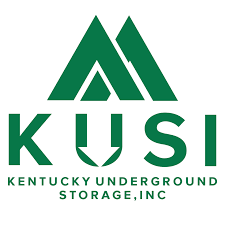 KUSI
KENTUCKY UNDERGROUND
STORAGE,INC